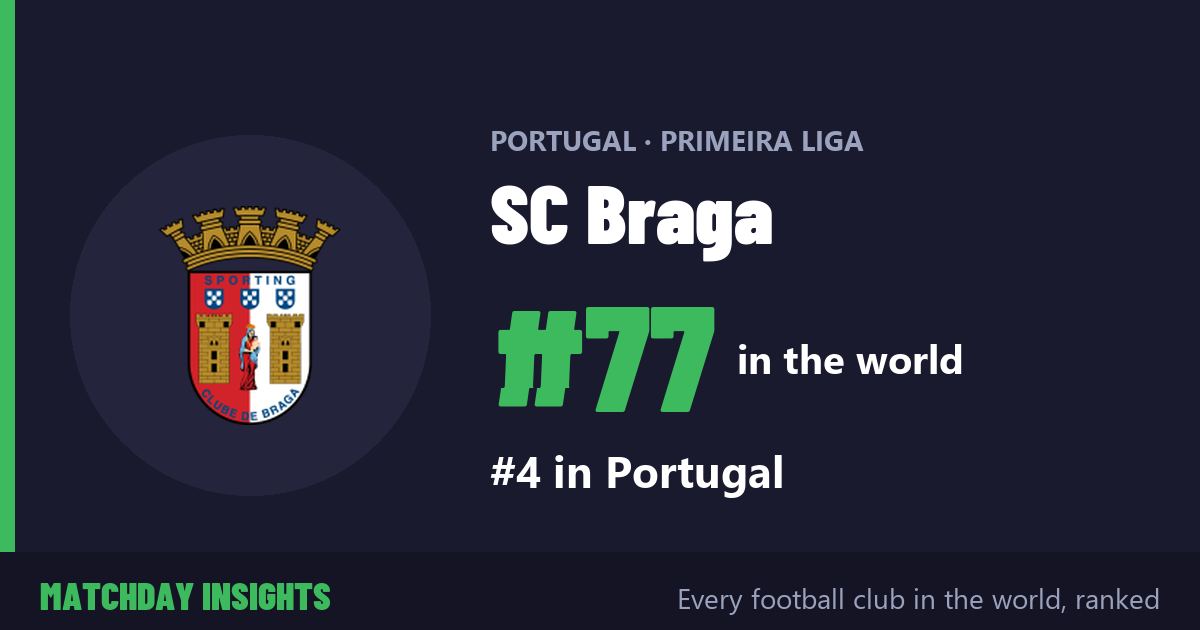 PORTUGAL · PRIMEIRA LIGA
SC Braga
#77 in the world
#4 in Portugal
SPORTING
CLUBE DE BRAGA
MATCHDAY INSIGHTS
Every football club in the world, ranked